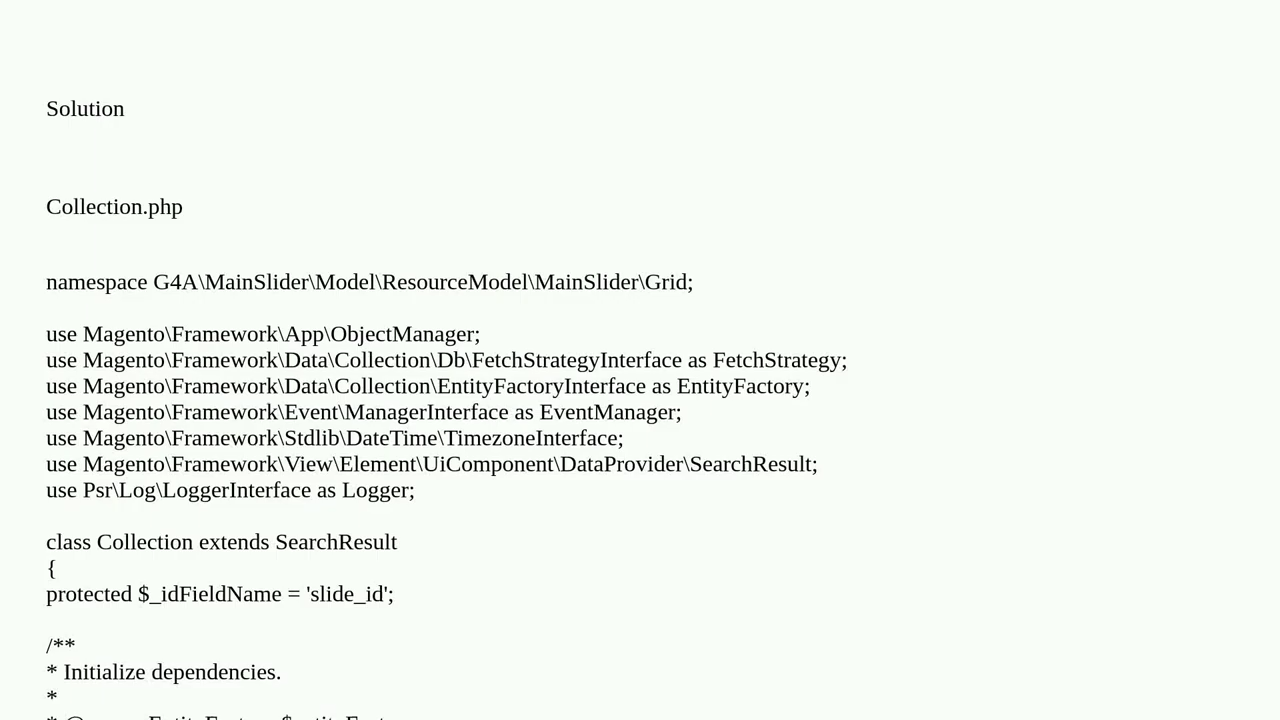 Solution
Collection.php
namespace G4A\MainSlider\Model\ResourceModel\MainSlider\Grid;
use Magento\Framework\App\ObjectManager;
use Magento\Framework\Data\Collection\Db\FetchStrategyInterface as FetchStrategy;
use Magento\Framework\Data\Collection\EntityFactoryInterface as EntityFactory;
use Magento\Framework\Event\ManagerInterface as EventManager;
use Magento\Framework\Stdlib\DateTime\TimezoneInterface;
use Magento\Framework\View\Element\UiComponent\DataProvider\SearchResult;
use Psr\Log\LoggerInterface as Logger;
class Collection extends SearchResult
{
protected $_idFieldName = 'slide_id';
/**
* Initialize dependencies.
*